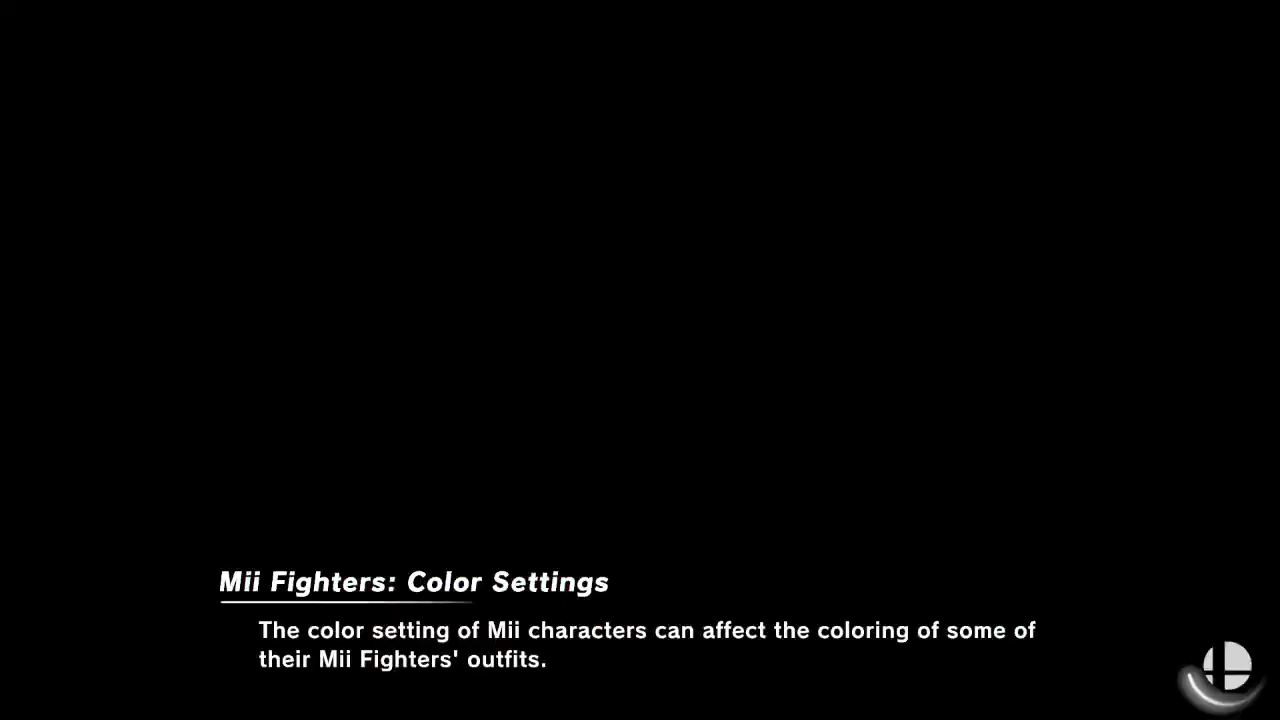 Mii Fighters: Color Settings
The color setting of Mii characters can affect the coloring of some of
their Mii Fighters' outfits.